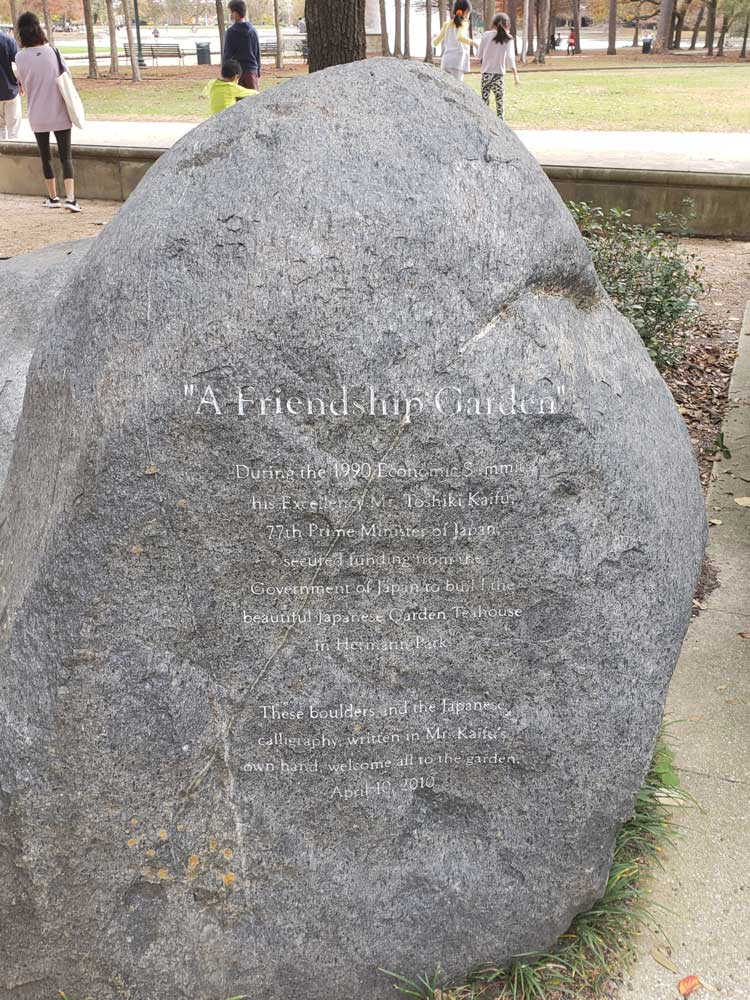 "A Friendship Garden"
During the 1990 Economic Summit,
his Excellency Mr. Toshiki Kaifu,
77th Prime Minister of Japan,
secured funding from the
Government of Japan to build the
beautiful Japanese Garden Teahouse
in Hermann Park.
These boulders and the Japanese
calligraphy, written in Mr. Kaifu's
own hand, welcome all to the garden.
April 10, 2010